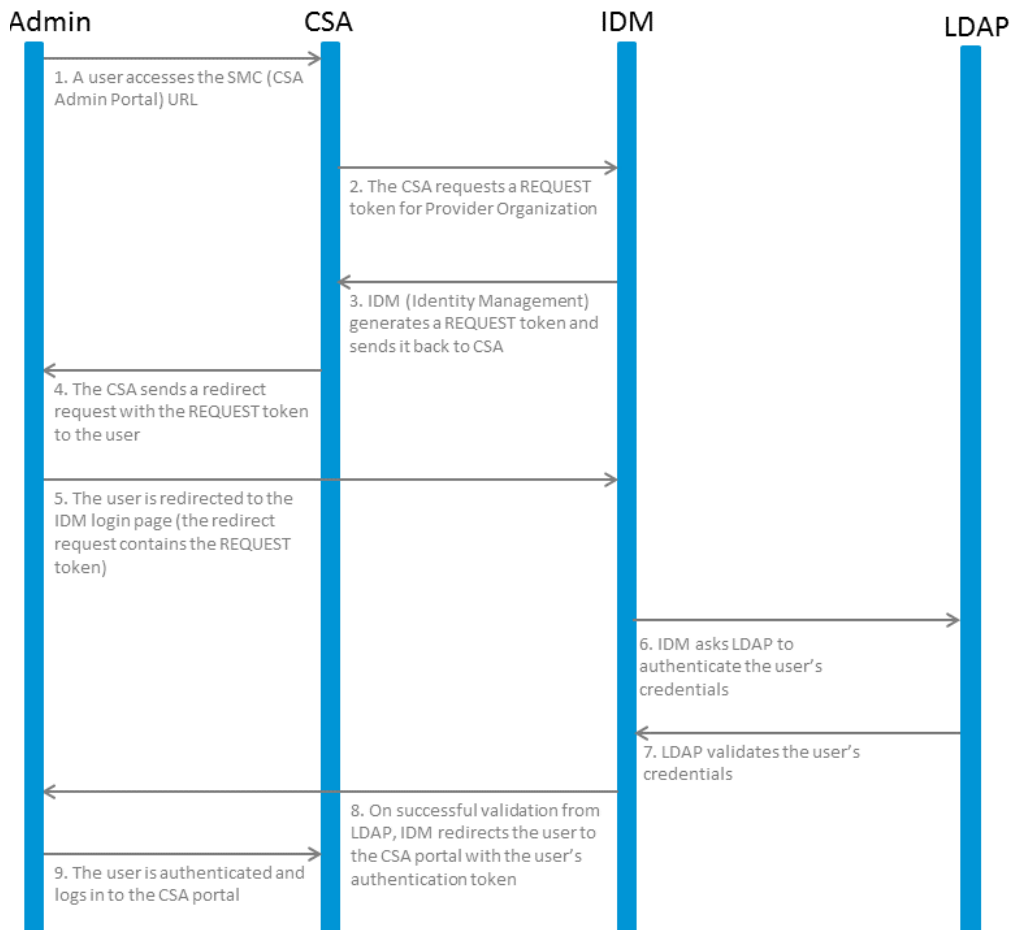 Admin
CSA
IDM
LDAP
1. A user accesses the SMC (CSA
Admin Portal) URL
2. The CSA requests a REQUEST
token for Provider Organization
3. IDM (Identity Management)
generates a REQUEST token and
sends it back to CSA
4. The CSA sends a redirect
request with the REQUEST token
to the user
5. The user is redirected to the
IDM login page (the redirect
request contains the REQUEST
token)
6. IDM asks LDAP to
authenticate the user’s
credentials
7. LDAP validates the user’s
credentials
8. On successful validation from
LDAP, IDM redirects the user to
the CSA portal with the user’s
authentication token
9. The user is authenticated and
logs in to the CSA portal